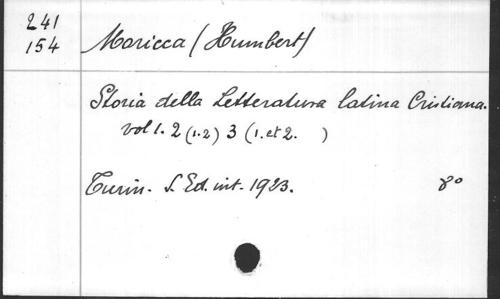 241
154
Moricca (Humbert)
Storia della Letteratura latina Cristiana.
vol 1. 2 (1.2) 3 (1. et 2. )
Turin. S. Ed. int. 1923. 8°